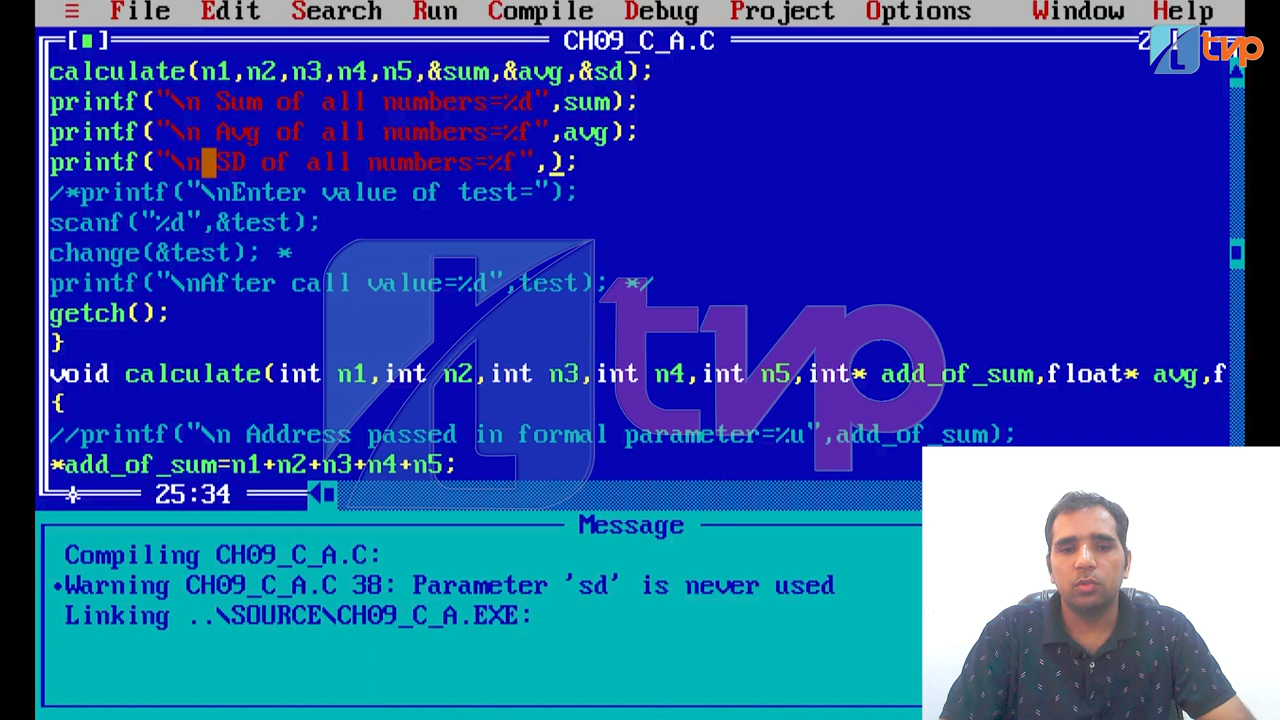 ≡ File Edit Search Run Compile Debug Project Options Window Help
CH09_C_A.C
tvp
calculate(n1,n2,n3,n4,n5,&sum,&avg,&sd);
printf("\n Sum of all numbers=%d",sum);
printf("\n Avg of all numbers=%f",avg);
printf("\n SD of all numbers=%f",);
/*printf("\nEnter value of test=");
scanf("%d",&test);
change(&test); *
printf("\nAfter call value=%d",test); */
getch();
}
void calculate(int n1,int n2,int n3,int n4,int n5,int* add_of_sum,float* avg,f
{
//printf("\n Address passed in formal parameter=%u",add_of_sum);
*add_of_sum=n1+n2+n3+n4+n5;
tvp
25:34
Message
Compiling CH09_C_A.C:
•Warning CH09_C_A.C 38: Parameter 'sd' is never used
Linking ..\SOURCE\CH09_C_A.EXE: